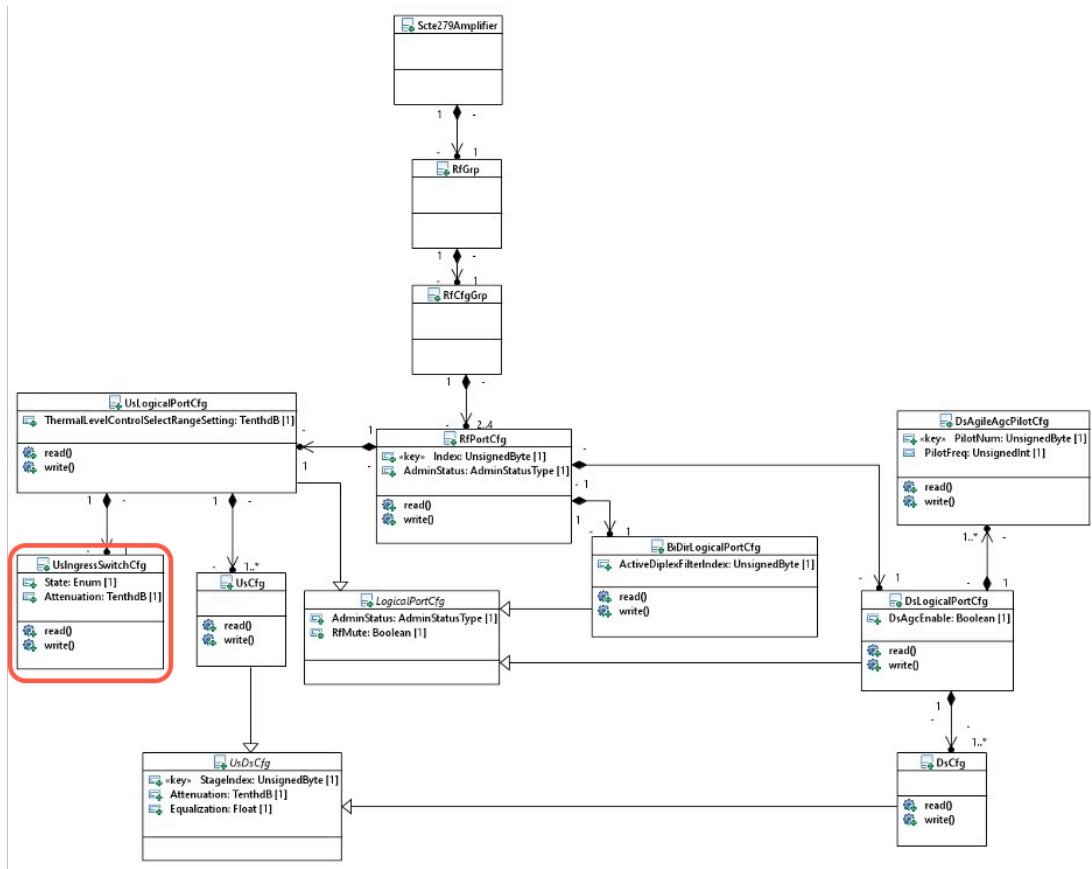 Scte279Amplifier
1 -
- 1
RfGrp
1 -
- 1
RfCfgGrp
1 -
- 2..4
UsLogicalPortCfg
ThermalLevelControlSelectRangeSetting: TenthdB [1]
read()
write()
1 -
- 1
RfPortCfg
«key» Index: UnsignedByte [1]
AdminStatus: AdminStatusType [1]
read()
write()
-
- 1
1
- 1
DsAgileAgcPilotCfg
«key» PilotNum: UnsignedByte [1]
PilotFreq: UnsignedInt [1]
read()
write()
1..* -
- 1
1 -
- 1
UsIngressSwitchCfg
State: Enum [1]
Attenuation: TenthdB [1]
read()
write()
1 -
- 1..*
UsCfg
read()
write()
LogicalPortCfg
AdminStatus: AdminStatusType [1]
RfMute: Boolean [1]
BiDirLogicalPortCfg
ActiveDiplexFilterIndex: UnsignedByte [1]
read()
write()
- 1
DsLogicalPortCfg
DsAgcEnable: Boolean [1]
read()
write()
1 -
- 1..*
UsDsCfg
«key» StageIndex: UnsignedByte [1]
Attenuation: TenthdB [1]
Equalization: Float [1]
DsCfg
read()
write()